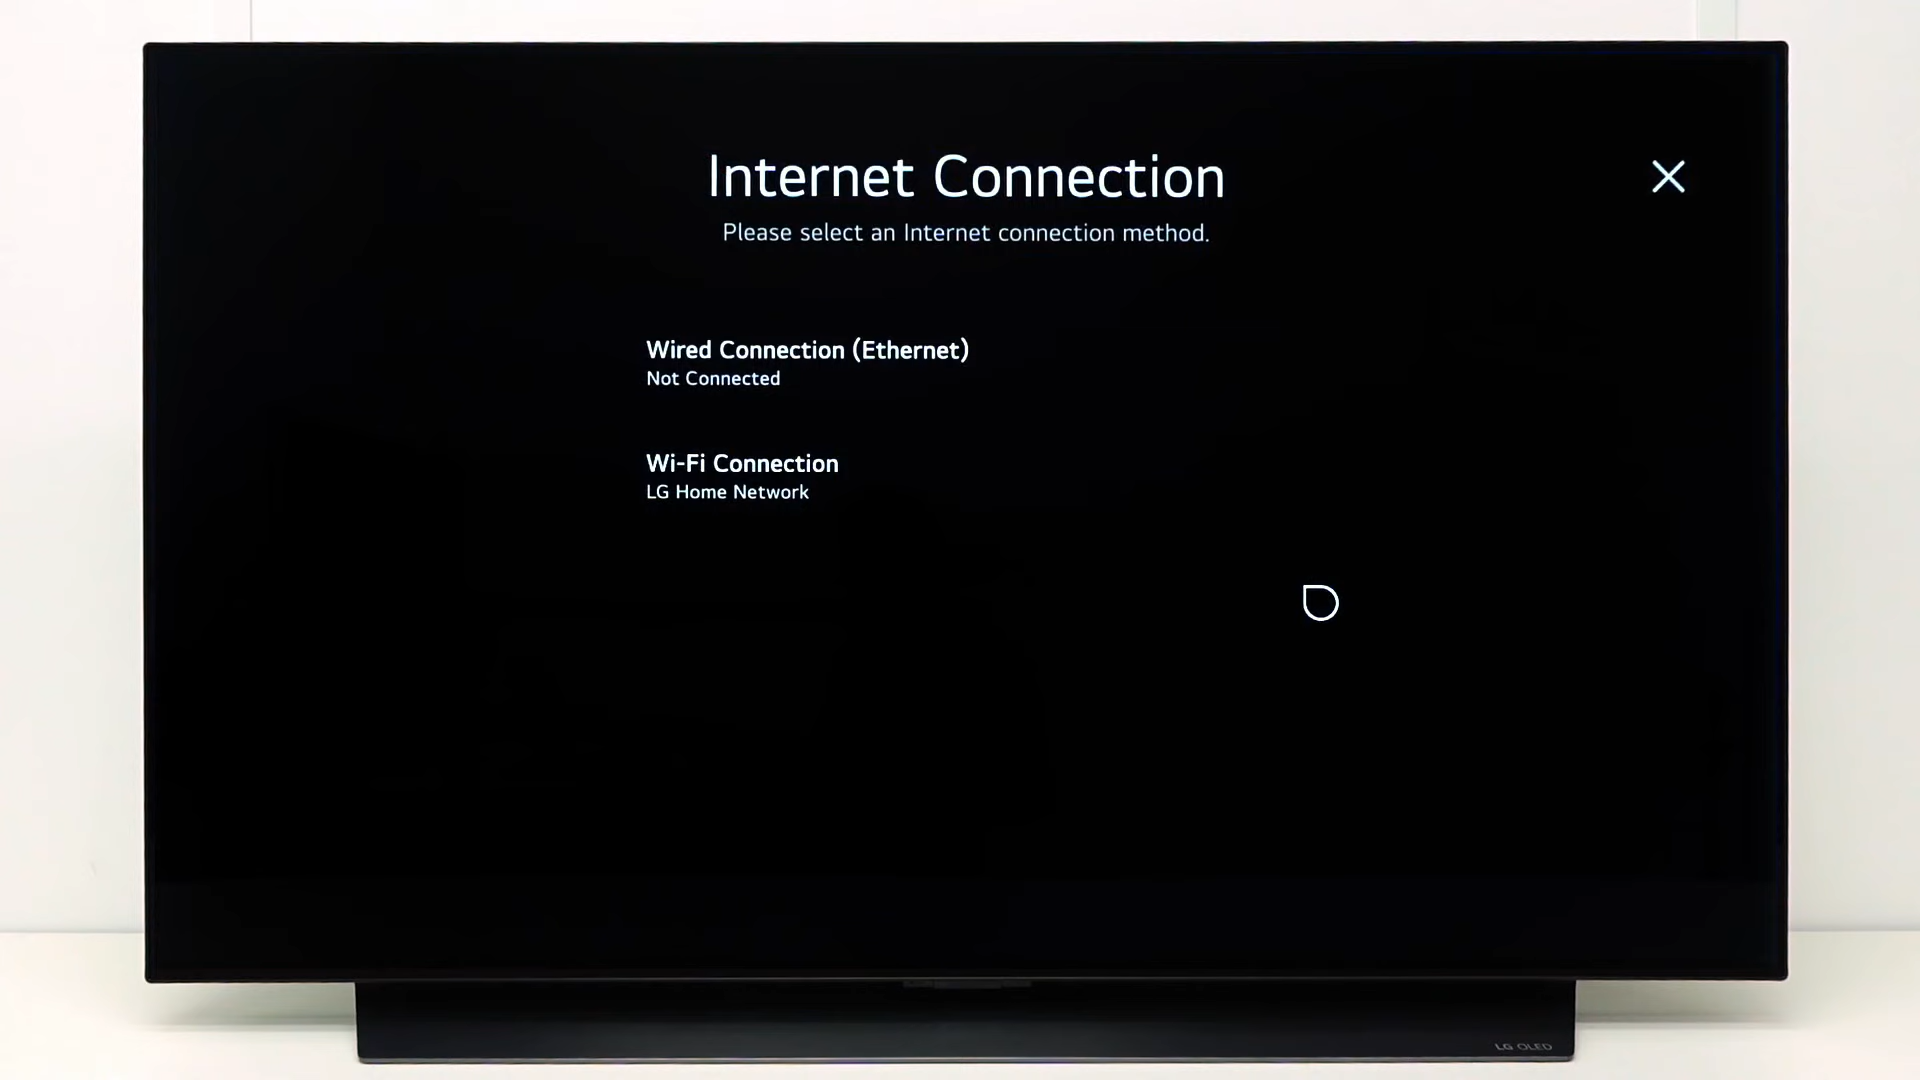 Internet Connection
Please select an Internet connection method.
Wired Connection (Ethernet)
Not Connected
Wi-Fi Connection
LG Home Network
LG OLED